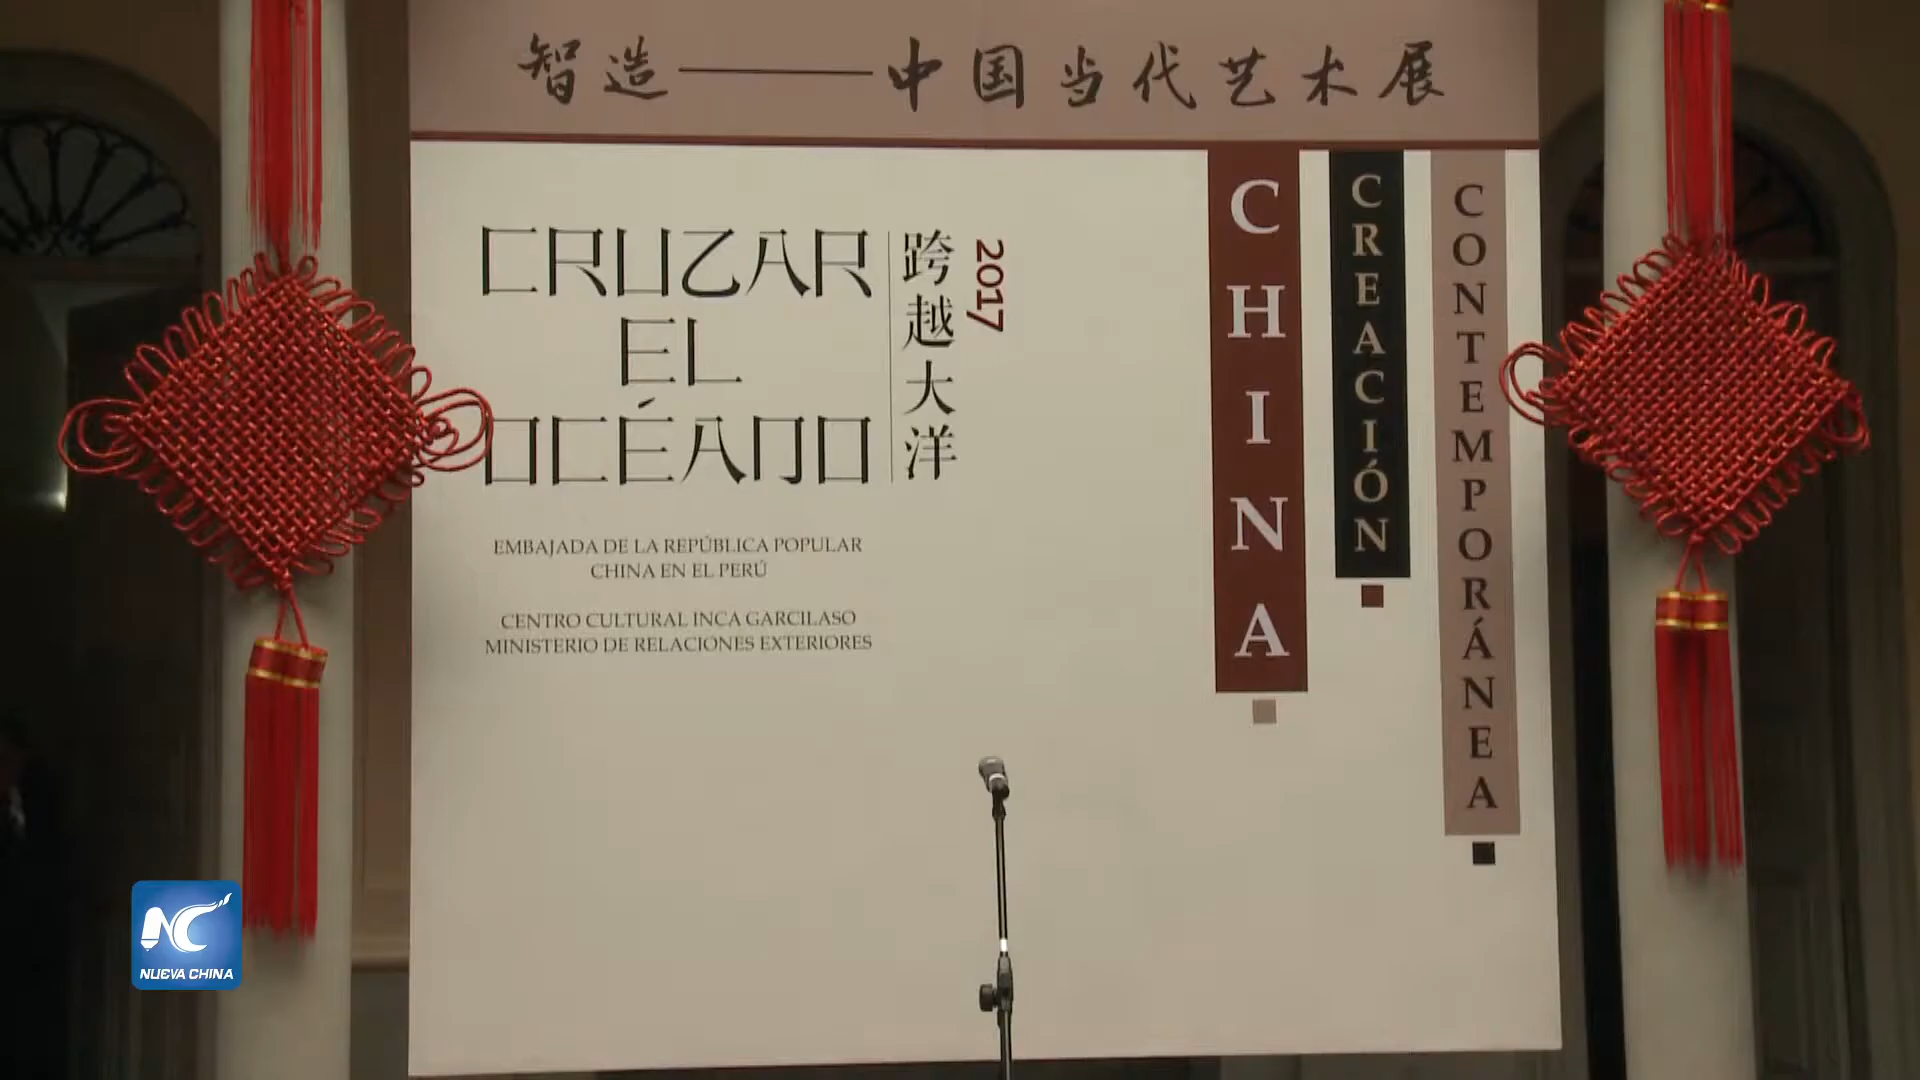 智造——中国当代艺术展
CRUZAR
EL
OCÉANO
跨越大洋
2017
EMBAJADA DE LA REPÚBLICA POPULAR
CHINA EN EL PERÚ
CENTRO CULTURAL INCA GARCILASO
MINISTERIO DE RELACIONES EXTERIORES
CHINA
CREACIÓN
CONTEMPORÁNEA
NC
NUEVA CHINA